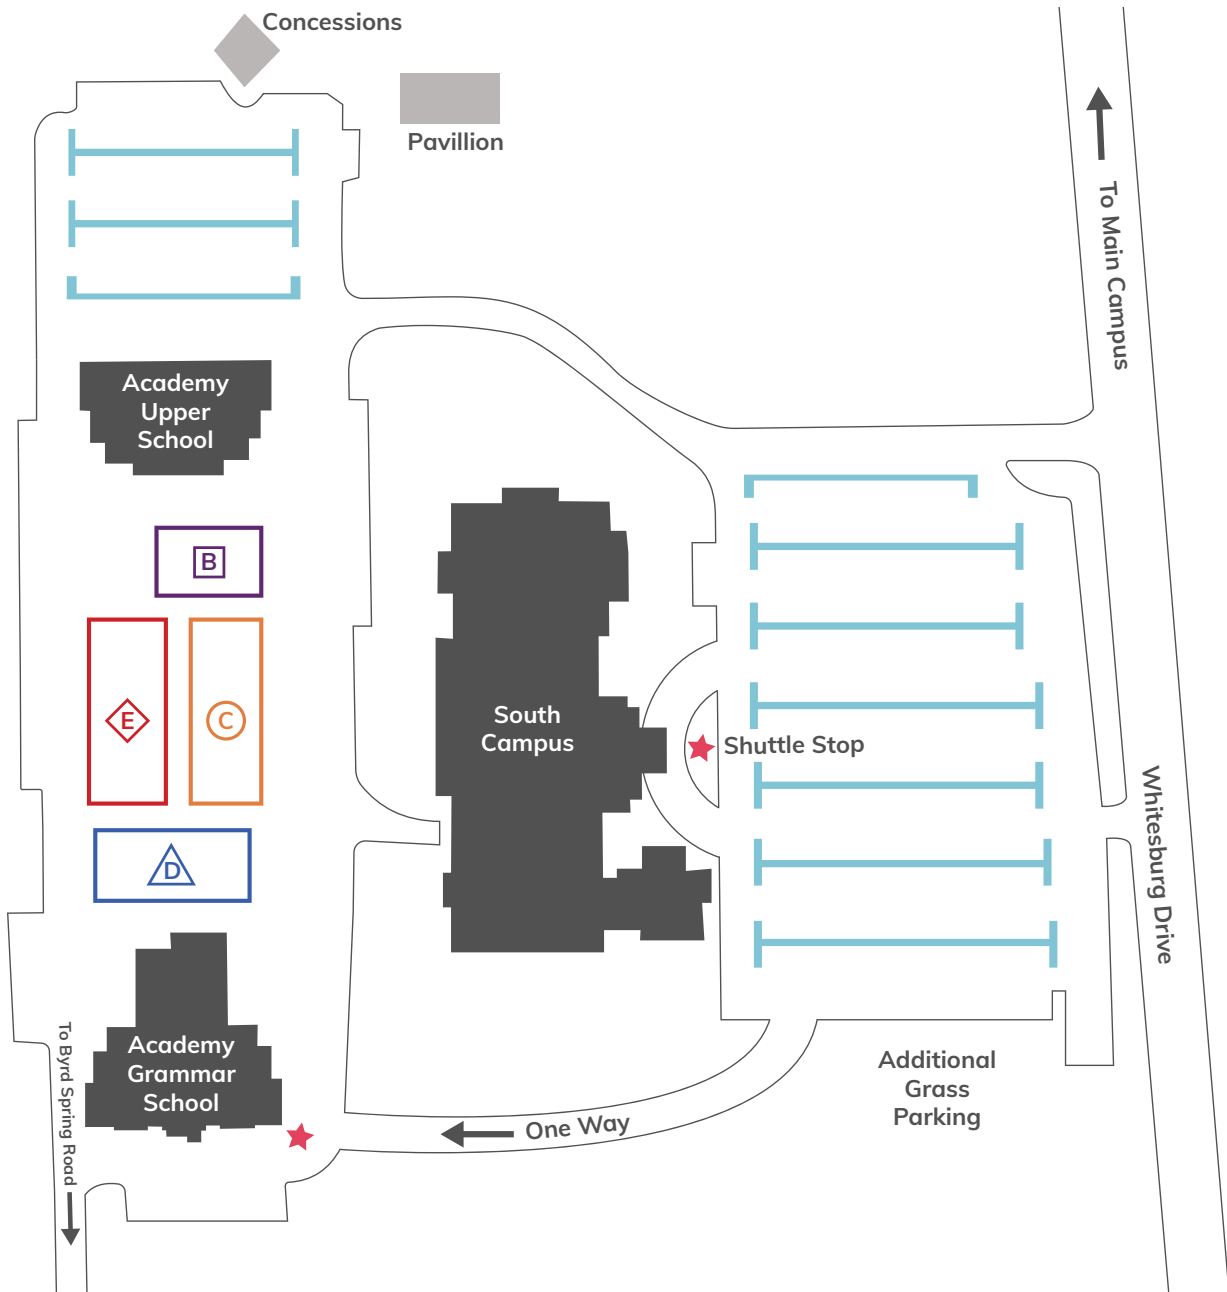 Concessions
Pavillion
To Main Campus
Academy
Upper
School
B
E
C
South
Campus
Shuttle Stop
D
Whitesburg Drive
Academy
Grammar
School
To Byrd Spring Road
One Way
Additional
Grass
Parking